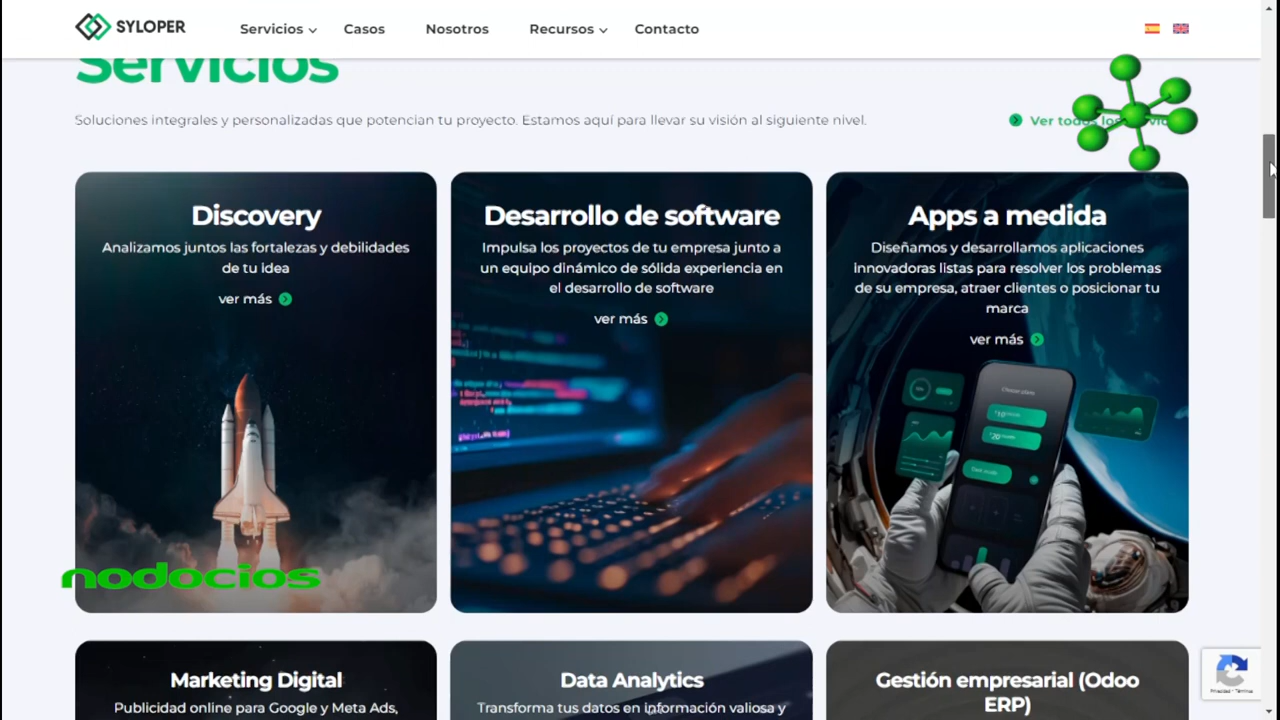 SYLOPER
Servicios
Casos
Nosotros
Recursos
Contacto
Servicios
Soluciones integrales y personalizadas que potencian tu proyecto. Estamos aquí para llevar su visión al siguiente nivel.
Ver todos los
Discovery
Analizamos juntos las fortalezas y debilidades
de tu idea
ver más
Desarrollo de software
Impulsa los proyectos de tu empresa junto a
un equipo dinámico de sólida experiencia en
el desarrollo de software
ver más
Apps a medida
Diseñamos y desarrollamos aplicaciones
innovadoras listas para resolver los problemas
de su empresa, atraer clientes o posicionar tu
marca
ver más
nodocios
Marketing Digital
Publicidad online para Google y Meta Ads,
Data Analytics
Transforma tus datos en información valiosa y
Gestión empresarial (Odoo
ERP)
Privacidad - Términos